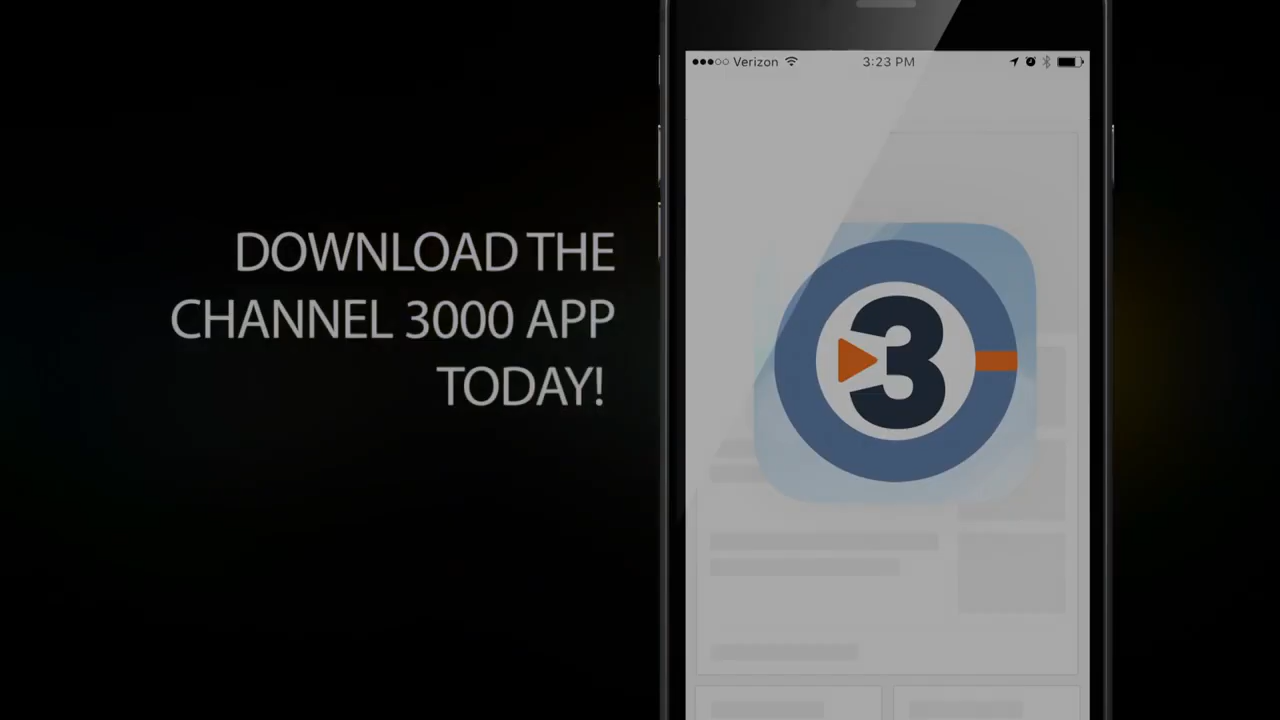 DOWNLOAD THE
CHANNEL 3000 APP
TODAY!
Verizon
3:23 PM
3